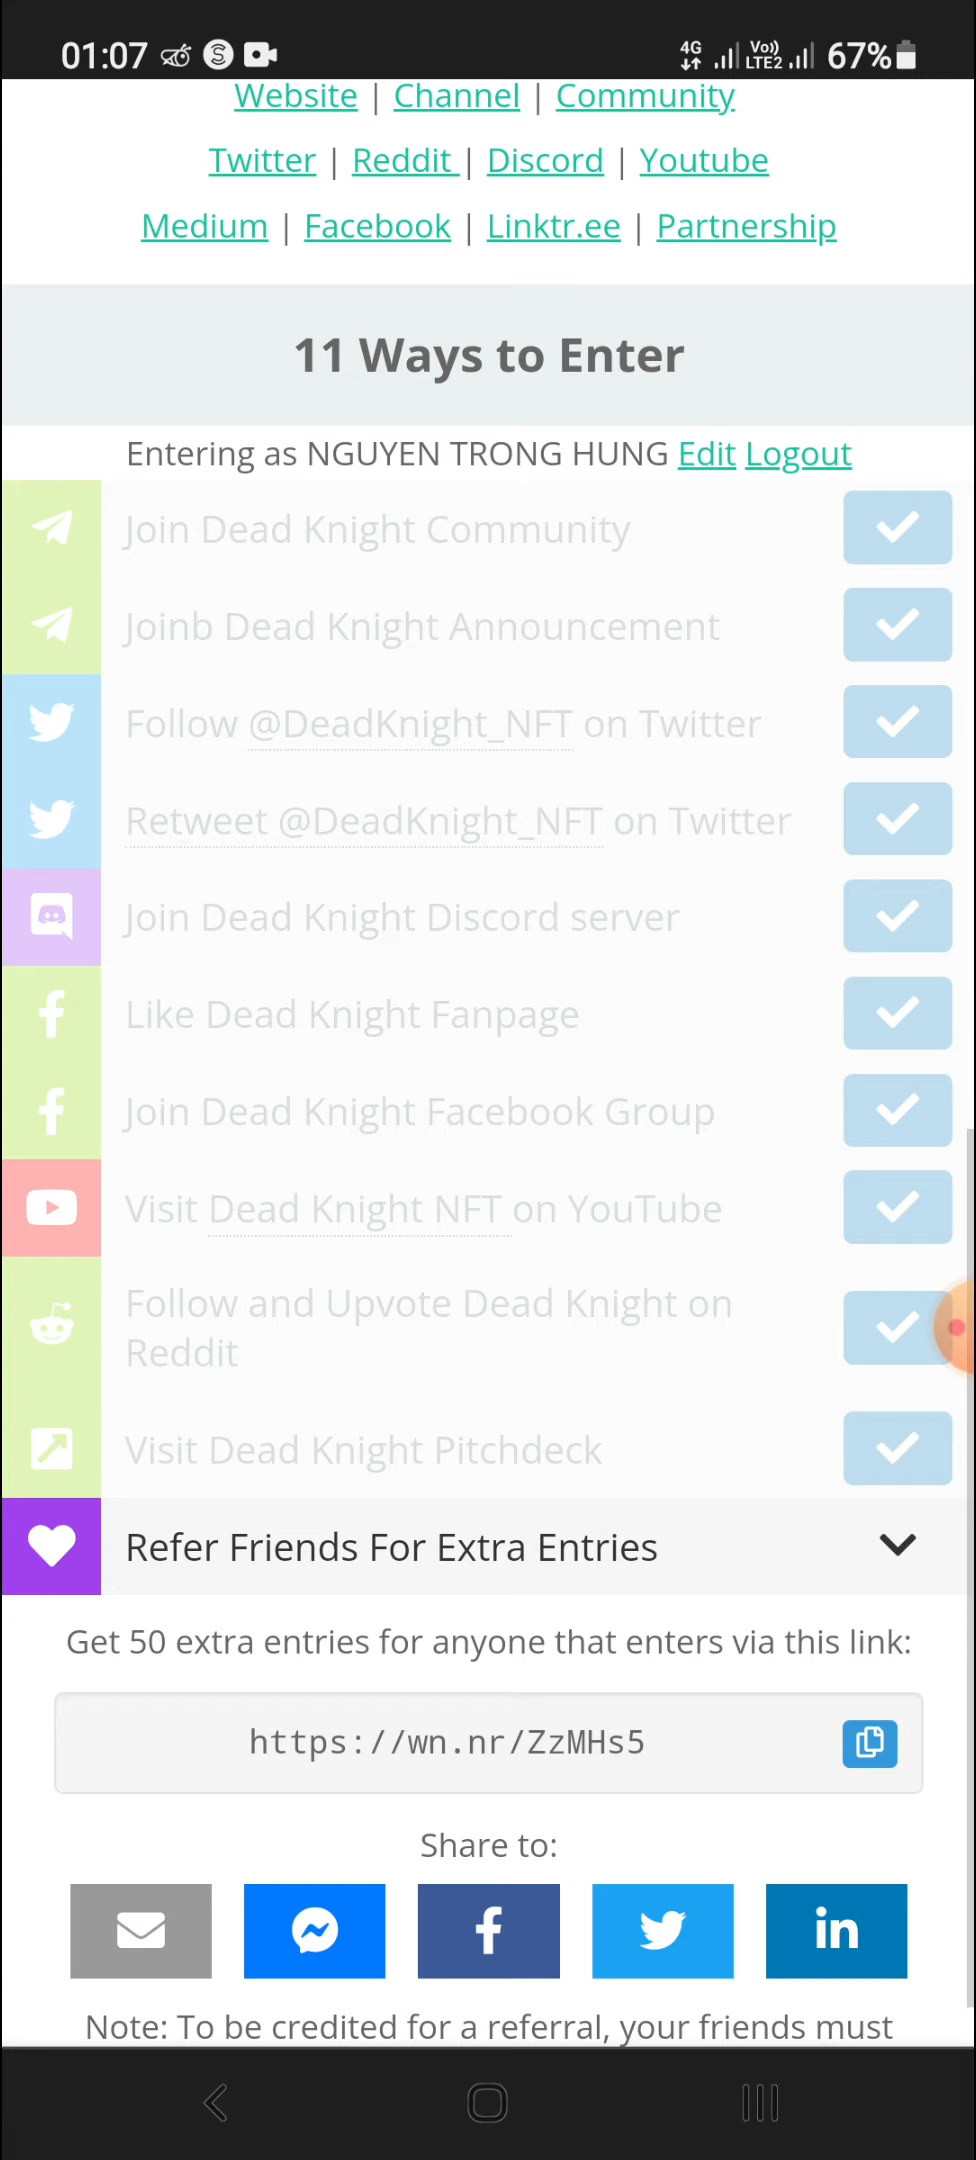 01:07 4G Vo)) LTE2 67%
Website | Channel | Community
Twitter | Reddit | Discord | Youtube
Medium | Facebook | Linktr.ee | Partnership
11 Ways to Enter
Entering as NGUYEN TRONG HUNG Edit Logout
Join Dead Knight Community
Joinb Dead Knight Announcement
Follow @DeadKnight_NFT on Twitter
Retweet @DeadKnight_NFT on Twitter
Join Dead Knight Discord server
Like Dead Knight Fanpage
Join Dead Knight Facebook Group
Visit Dead Knight NFT on YouTube
Follow and Upvote Dead Knight on
Reddit
Visit Dead Knight Pitchdeck
Refer Friends For Extra Entries
Get 50 extra entries for anyone that enters via this link:
https://wn.nr/ZzMHs5
Share to:
Note: To be credited for a referral, your friends must